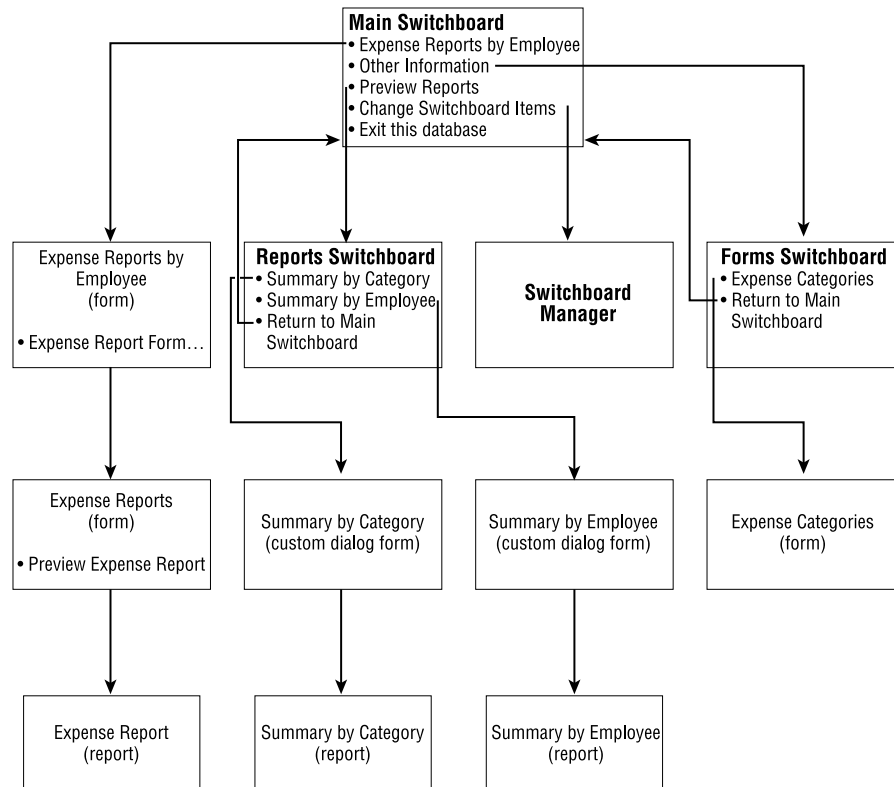 Main Switchboard
• Expense Reports by Employee
• Other Information
• Preview Reports
• Change Switchboard Items
• Exit this database
Expense Reports by
Employee
(form)
• Expense Report Form...
Reports Switchboard
• Summary by Category
• Summary by Employee
• Return to Main
Switchboard
Switchboard
Manager
Forms Switchboard
• Expense Categories
• Return to Main
Switchboard
Expense Reports
(form)
• Preview Expense Report
Summary by Category
(custom dialog form)
Summary by Employee
(custom dialog form)
Expense Categories
(form)
Expense Report
(report)
Summary by Category
(report)
Summary by Employee
(report)